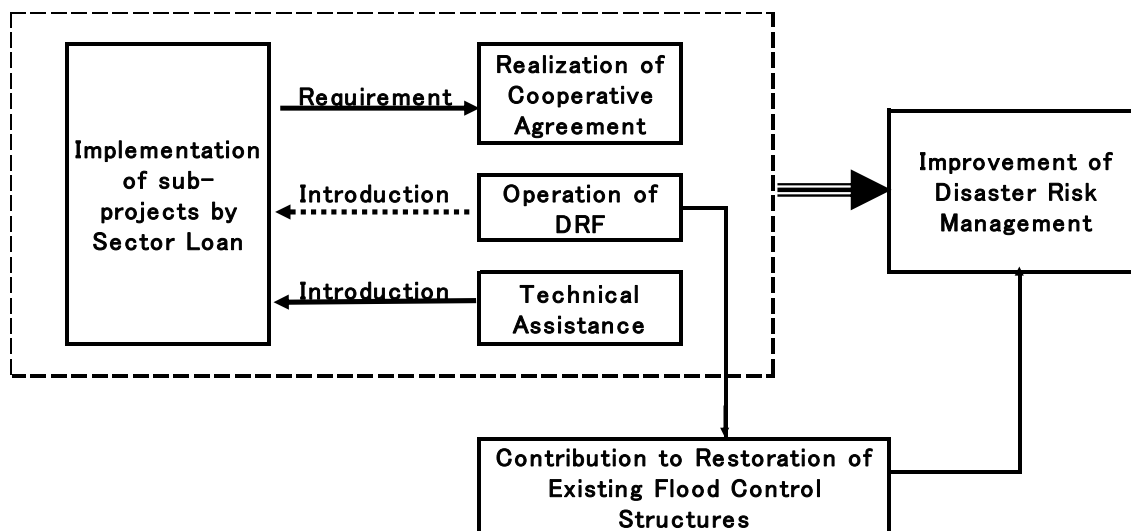 Implementation
of sub-
projects by
Sector Loan
Requirement
Realization of
Cooperative
Agreement
Introduction
Operation of
DRF
Introduction
Technical
Assistance
Improvement of
Disaster Risk
Management
Contribution to Restoration of
Existing Flood Control
Structures